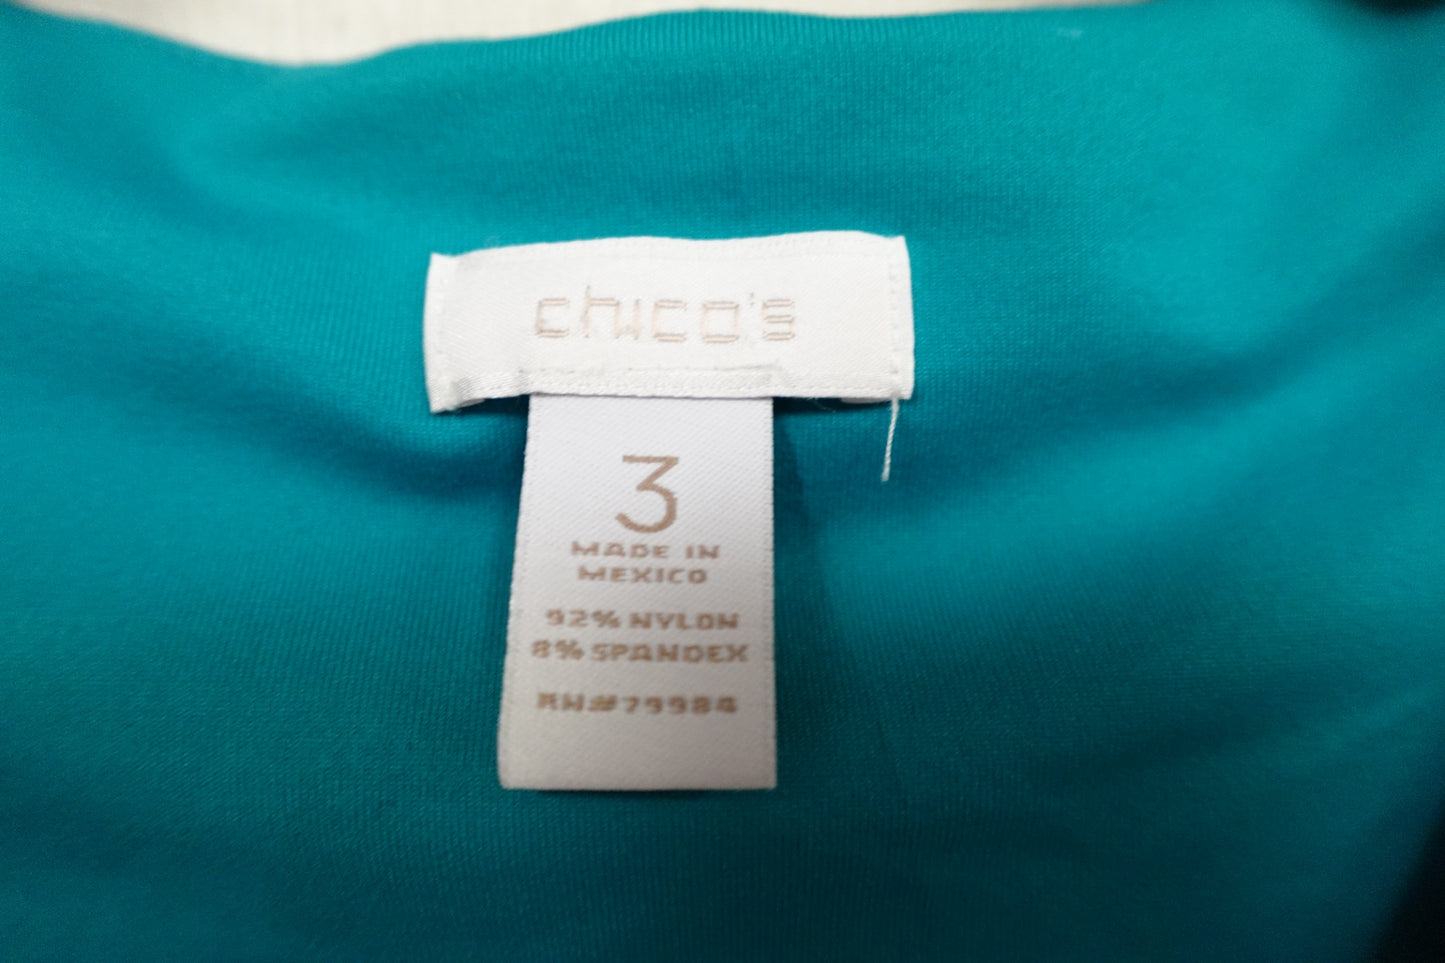 chico's
3
MADE IN
MEXICO
92% NYLON
8% SPANDEX
RN#79984